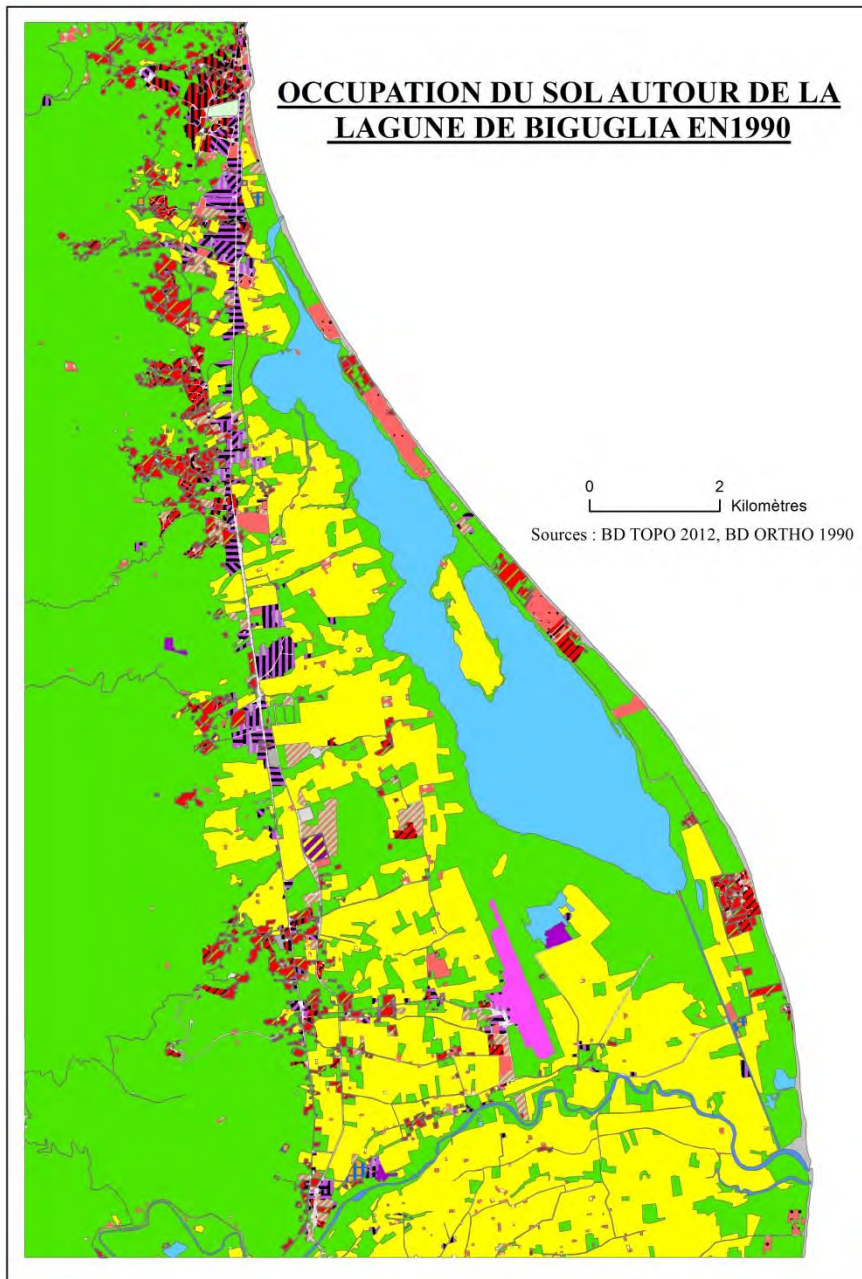 OCCUPATION DU SOL AUTOUR DE LA
LAGUNE DE BIGUGLIA EN1990
0 2
Kilomètres
Sources : BD TOPO 2012, BD ORTHO 1990